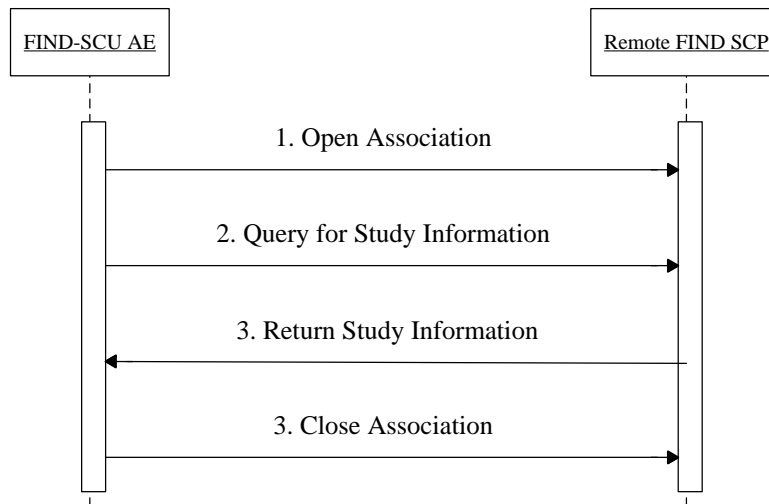 FIND-SCU AE
Remote FIND SCP
1. Open Association
2. Query for Study Information
3. Return Study Information
3. Close Association